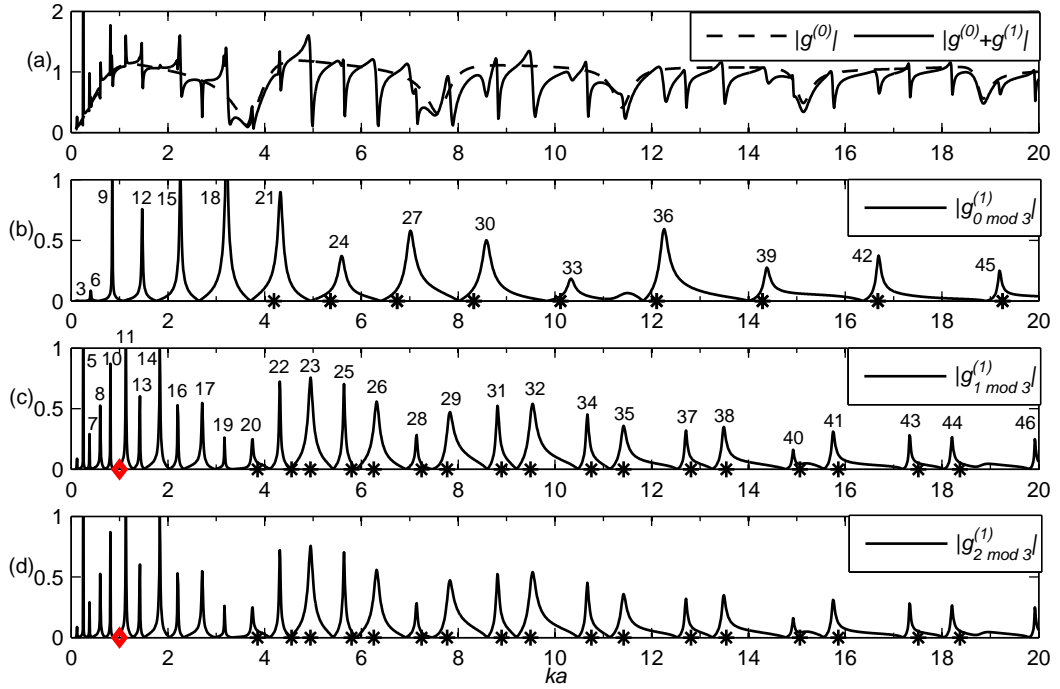 2
1
0
(a)
|g^(0)|
|g^(0)+g^(1)|
0 2 4 6 8 10 12 14 16 18 20
1
0.5
0
(b)
3 6 9 12 15 18 21 24 27 30 33 36 39 42 45
|g^(1)_0 mod 3|
0 2 4 6 8 10 12 14 16 18 20
1
0.5
0
(c)
5 7 8 10 11 13 14 16 17 19 20 22 23 25 26 28 29 31 32 34 35 37 38 40 41 43 44 46
|g^(1)_1 mod 3|
0 2 4 6 8 10 12 14 16 18 20
1
0.5
0
(d)
|g^(1)_2 mod 3|
0 2 4 6 8 10 12 14 16 18 20
ka